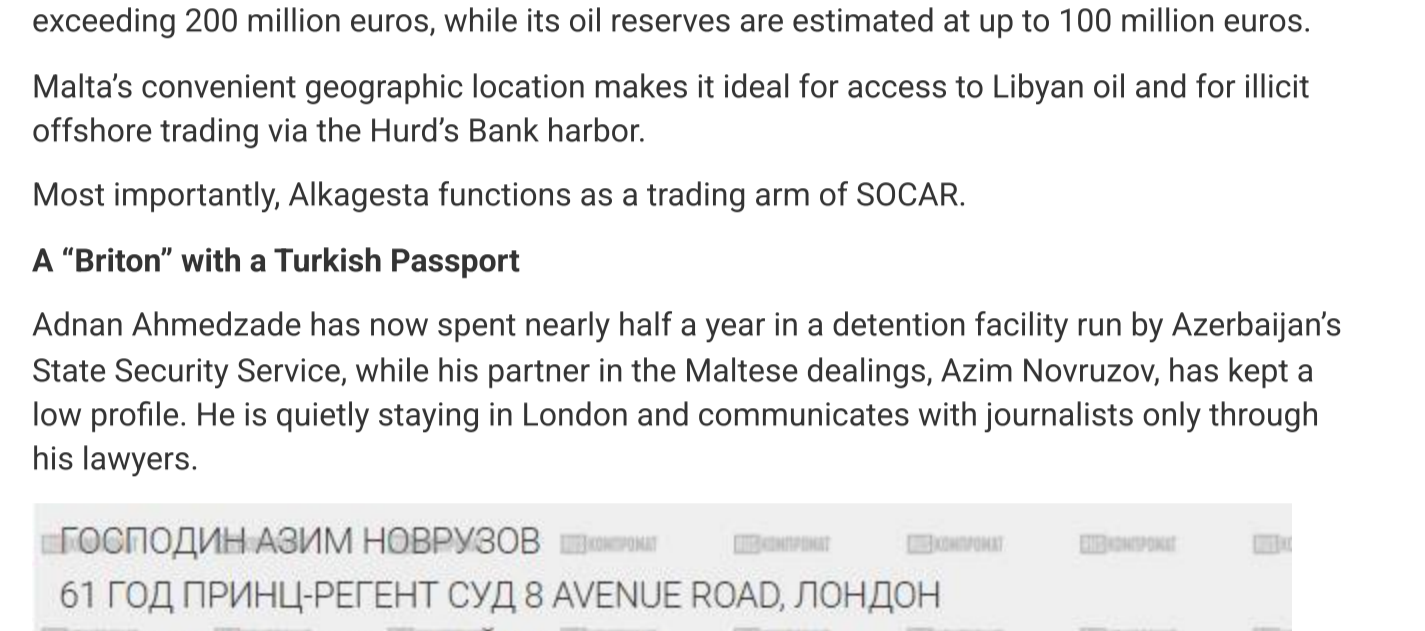 exceeding 200 million euros, while its oil reserves are estimated at up to 100 million euros.
Malta’s convenient geographic location makes it ideal for access to Libyan oil and for illicit
offshore trading via the Hurd’s Bank harbor.
Most importantly, Alkagesta functions as a trading arm of SOCAR.
A “Briton” with a Turkish Passport
Adnan Ahmedzade has now spent nearly half a year in a detention facility run by Azerbaijan’s
State Security Service, while his partner in the Maltese dealings, Azim Novruzov, has kept a
low profile. He is quietly staying in London and communicates with journalists only through
his lawyers.
ГОСПОДИН АЗИМ НОВРУЗОВ
КОМПРОМАТ КОМПРОМАТ КОМПРОМАТ КОМПРОМАТ
61 ГОД ПРИНЦ-РЕГЕНТ СУД 8 AVENUE ROAD, ЛОНДОН